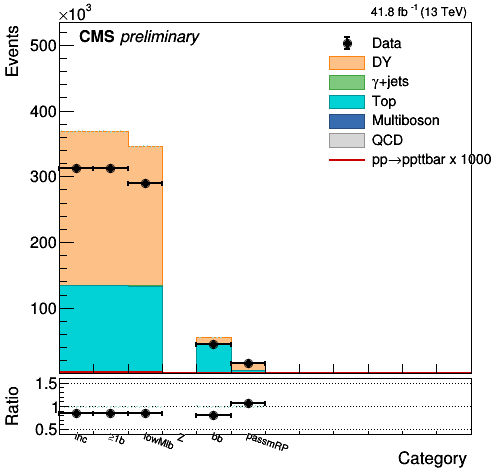 ×10³
41.8 fb⁻¹ (13 TeV)
CMS preliminary
Events
500
400
300
200
100
Data
DY
γ+jets
Top
Multiboson
QCD
pp→ppttbar x 1000
Ratio
1.5
1
0.5
inc
≥1b
lowMlb
Z
bb
passmRP
Category